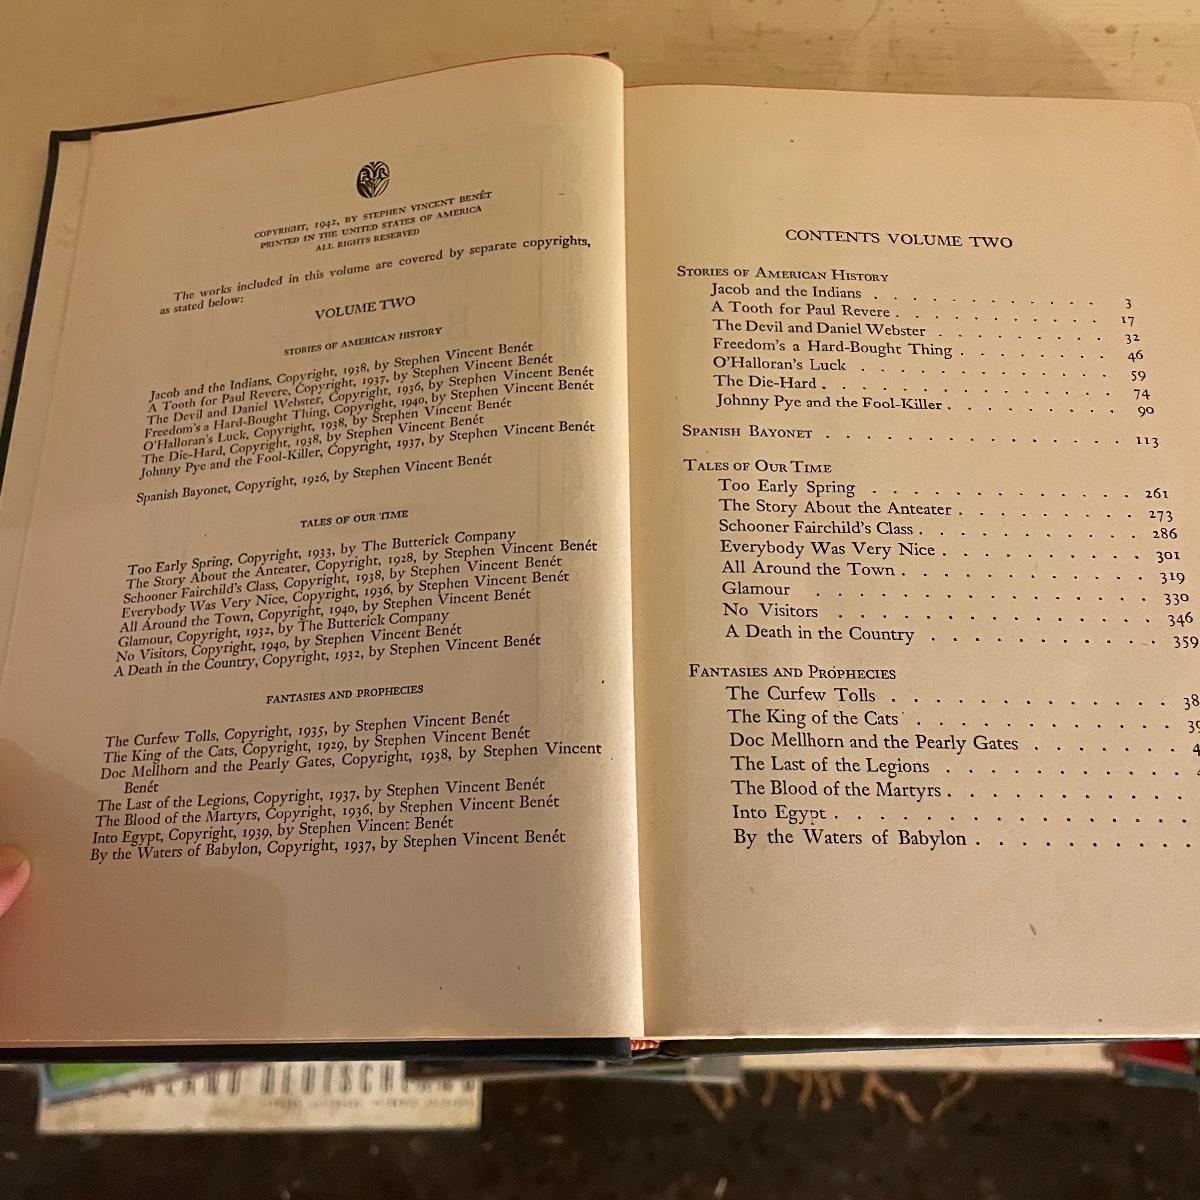 COPYRIGHT, 1942, BY STEPHEN VINCENT BENÉT
PRINTED IN THE UNITED STATES OF AMERICA
ALL RIGHTS RESERVED
The works included in this volume are covered by separate copyrights,
as stated below:
VOLUME TWO
STORIES OF AMERICAN HISTORY
Jacob and the Indians, Copyright, 1938, by Stephen Vincent Benét
A Tooth for Paul Revere, Copyright, 1937, by Stephen Vincent Benét
The Devil and Daniel Webster, Copyright, 1936, by Stephen Vincent Benét
Freedom's a Hard-Bought Thing, Copyright, 1940, by Stephen Vincent Benét
O'Halloran's Luck, Copyright, 1938, by Stephen Vincent Benét
The Die-Hard, Copyright, 1938, by Stephen Vincent Benét
Johnny Pye and the Fool-Killer, Copyright, 1937, by Stephen Vincent Benét
Spanish Bayonet, Copyright, 1926, by Stephen Vincent Benét
TALES OF OUR TIME
Too Early Spring, Copyright, 1933, by The Butterick Company
The Story About the Anteater, Copyright, 1928, by Stephen Vincent Benét
Schooner Fairchild's Class, Copyright, 1938, by Stephen Vincent Benét
Everybody Was Very Nice, Copyright, 1936, by Stephen Vincent Benét
All Around the Town, Copyright, 1940, by Stephen Vincent Benét
Glamour, Copyright, 1932, by The Butterick Company
No Visitors, Copyright, 1940, by Stephen Vincent Benét
A Death in the Country, Copyright, 1932, by Stephen Vincent Benét
FANTASIES AND PROPHECIES
The Curfew Tolls, Copyright, 1935, by Stephen Vincent Benét
The King of the Cats, Copyright, 1929, by Stephen Vincent Benét
Doc Mellhorn and the Pearly Gates, Copyright, 1938, by Stephen Vincent
Benét
The Last of the Legions, Copyright, 1937, by Stephen Vincent Benét
The Blood of the Martyrs, Copyright, 1936, by Stephen Vincent Benét
Into Egypt, Copyright, 1939, by Stephen Vincent Benét
By the Waters of Babylon, Copyright, 1937, by Stephen Vincent Benét
CONTENTS VOLUME TWO
STORIES OF AMERICAN HISTORY
Jacob and the Indians . . . . . . . . . . . . 3
A Tooth for Paul Revere . . . . . . . . . . . 17
The Devil and Daniel Webster . . . . . . . . . 32
Freedom's a Hard-Bought Thing . . . . . . . . 46
O'Halloran's Luck . . . . . . . . . . . . 59
The Die-Hard . . . . . . . . . . . . . 74
Johnny Pye and the Fool-Killer . . . . . . . . 90
SPANISH BAYONET . . . . . . . . . . . . . 113
TALES OF OUR TIME
Too Early Spring . . . . . . . . . . . . . 261
The Story About the Anteater . . . . . . . . . 273
Schooner Fairchild's Class . . . . . . . . . . . 286
Everybody Was Very Nice . . . . . . . . . . 301
All Around the Town . . . . . . . . . . . . 319
Glamour . . . . . . . . . . . . . . . 330
No Visitors . . . . . . . . . . . . . . 346
A Death in the Country . . . . . . . . . . 359
FANTASIES AND PROPHECIES
The Curfew Tolls . . . . . . . . . . . . 38
The King of the Cats . . . . . . . . . . . 39
Doc Mellhorn and the Pearly Gates . . . . . . . 4
The Last of the Legions . . . . . . . . . .
The Blood of the Martyrs . . . . . . . . . .
Into Egypt . . . . . . . . . . . . . .
By the Waters of Babylon . . . . . . . . .
DEUTSCHLAND